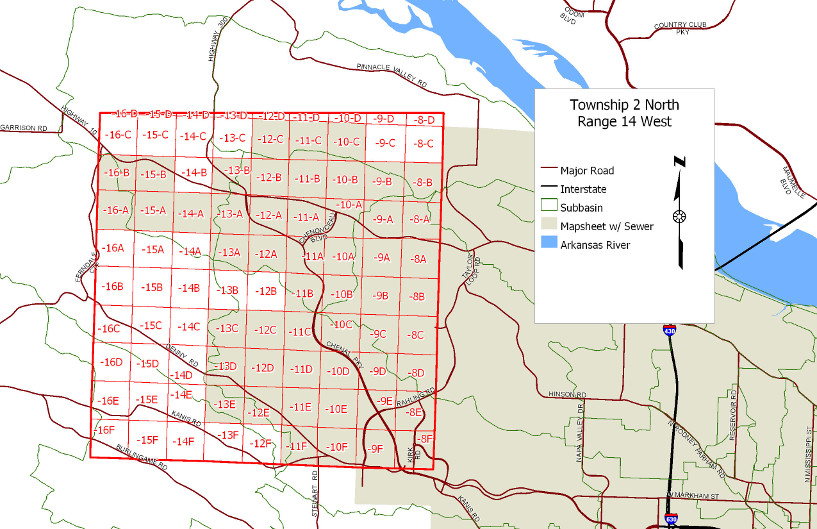 ODOM BLVD
COUNTRY CLUB PKY
HIGHWAY 300
PINNACLE VALLEY RD
Township 2 North
Range 14 West
N
Major Road
Interstate
Subbasin
Mapsheet w/ Sewer
Arkansas River
MAUMELLE BLVD
GARRISON RD
HIGHWAY 10
-16-D -15-D -14-D -13-D -12-D -11-D -10-D -9-D -8-D
-16-C -15-C -14-C -13-C -12-C -11-C -10-C -9-C -8-C
-16-B -15-B -14-B -13-B -12-B -11-B -10-B -9-B -8-B
-16-A -15-A -14-A -13-A -12-A -11-A -10-A -9-A -8-A
CHENONCEAU BLVD
-16A -15A -14A -13A -12A -11A -10A -9A -8A
FERNDALE
TAYLOR LOOP RD
-16B -15B -14B -13B -12B -11B -10B -9B -8B
-16C -15C -14C -13C -12C -11C -10C -9C -8C
430
DENNY RD
CHENAL PKY
-16D -15D -14D -13D -12D -11D -10D -9D -8D
-16E -15E -14E -13E -12E -11E -10E -9E -8E
RAHLING RD
HINSON RD
KANIS RD
-16F -15F -14F -13F -12F -11F -10F -9F -8F
BURLINGAME RD
KIRK RD
STEWART RD
KANIS RD
NAPA VALLEY DR
N RODNEY PARHAM RD
RESERVOIR RD
N MISSISSIPPI ST
W MARKHAM ST
430